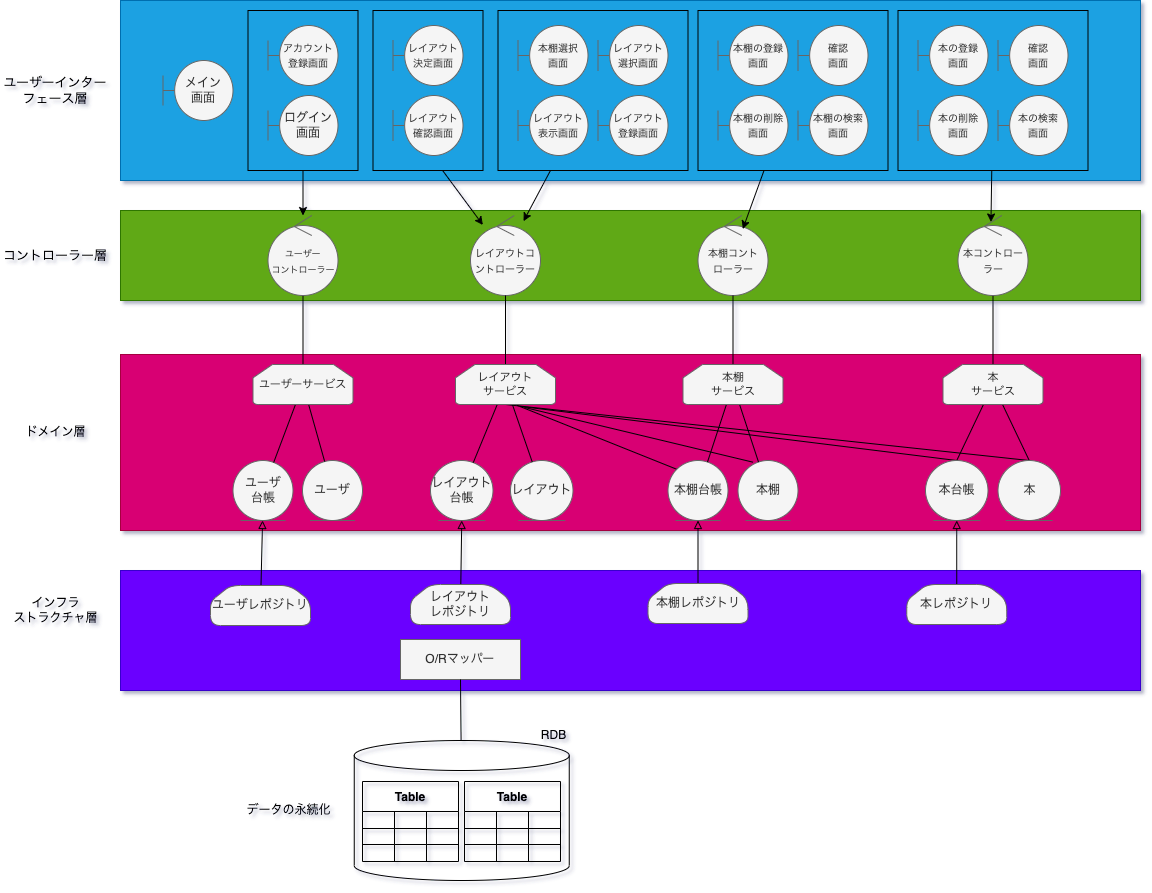 ユーザーインター
フェース層
メイン
画面
アカウント
登録画面
ログイン
画面
レイアウト
決定画面
レイアウト
確認画面
本棚選択
画面
レイアウト
選択画面
レイアウト
表示画面
レイアウト
登録画面
本棚の登録
画面
確認
画面
本棚の削除
画面
本棚の検索
画面
本の登録
画面
確認
画面
本の削除
画面
本の検索
画面
コントローラー層
ユーザー
コントローラー
レイアウトコ
ントローラー
本棚コント
ローラー
本コントロー
ラー
ドメイン層
ユーザーサービス
レイアウト
サービス
本棚
サービス
本
サービス
ユーザ
台帳
ユーザ
レイアウト
台帳
レイアウト
本棚台帳
本棚
本台帳
本
インフラ
ストラクチャ層
ユーザレポジトリ
レイアウト
レポジトリ
本棚レポジトリ
本レポジトリ
O/Rマッパー
RDB
データの永続化
Table
Table